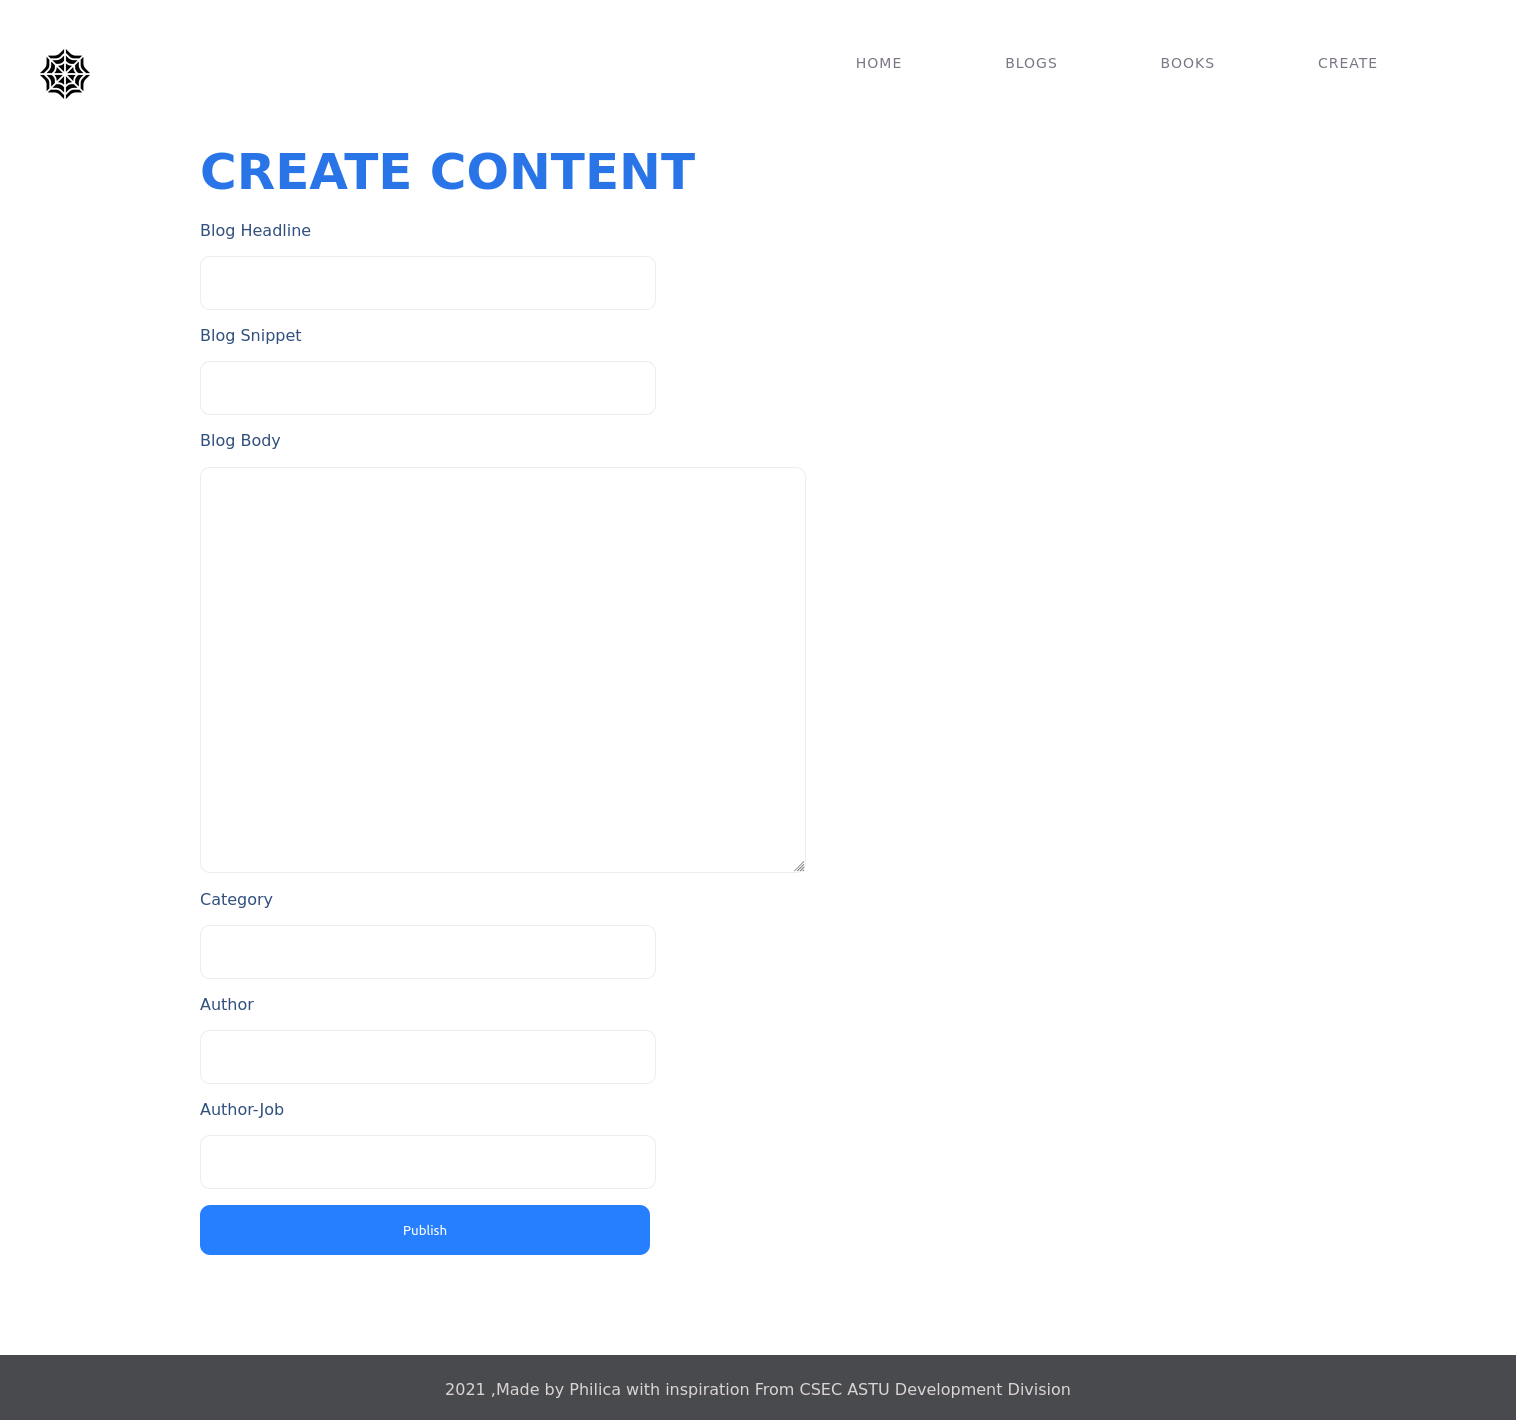 HOME BLOGS BOOKS CREATE
CREATE CONTENT
Blog Headline
Blog Snippet
Blog Body
Category
Author
Author-Job
Publish
2021 ,Made by Philica with inspiration From CSEC ASTU Development Division